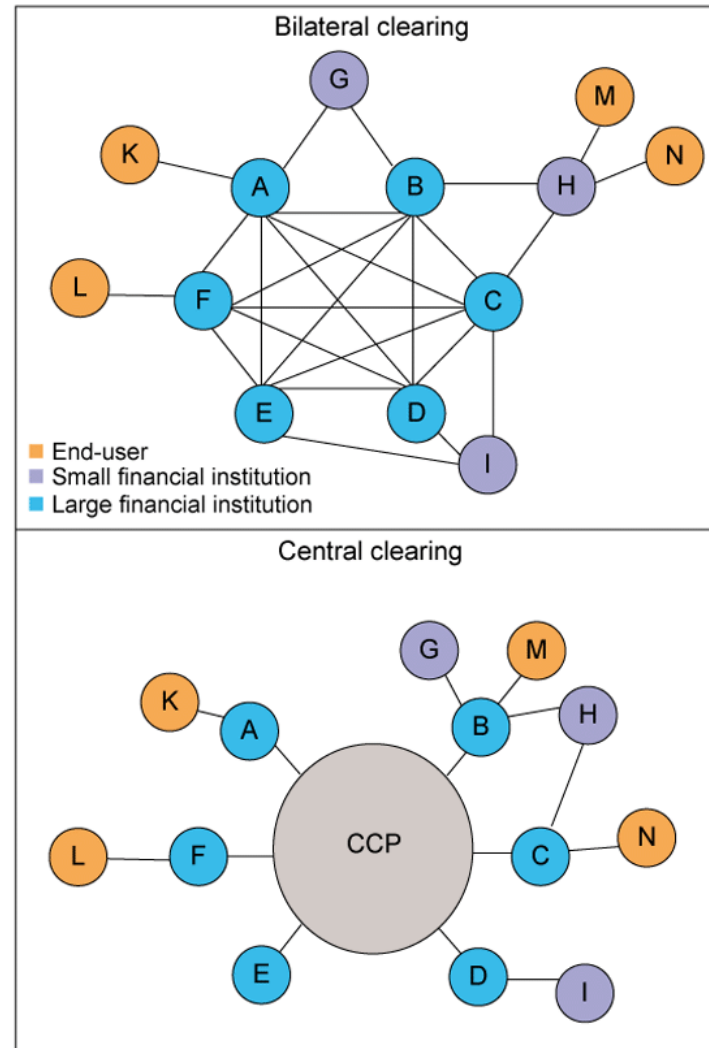 Bilateral clearing
G
M
K
N
A
B
H
L
F
C
E
D
I
End-user
Small financial institution
Large financial institution
Central clearing
G
M
K
H
A
B
CCP
N
L
F
C
E
D
I